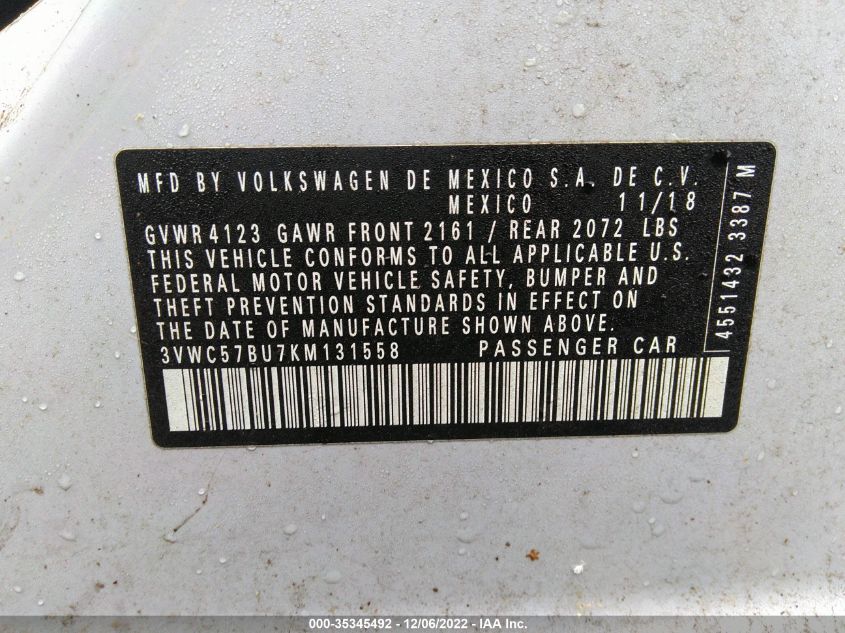 MFD BY VOLKSWAGEN DE MEXICO S.A. DE C.V.
MEXICO 11/18
GVWR 4123 GAWR FRONT 2161 / REAR 2072 LBS
THIS VEHICLE CONFORMS TO ALL APPLICABLE U.S.
FEDERAL MOTOR VEHICLE SAFETY, BUMPER AND
THEFT PREVENTION STANDARDS IN EFFECT ON
THE DATE OF MANUFACTURE SHOWN ABOVE.
3VWC57BU7KM131558 PASSENGER CAR
4551432 3387 M
000-35345492 - 12/06/2022 - IAA Inc.